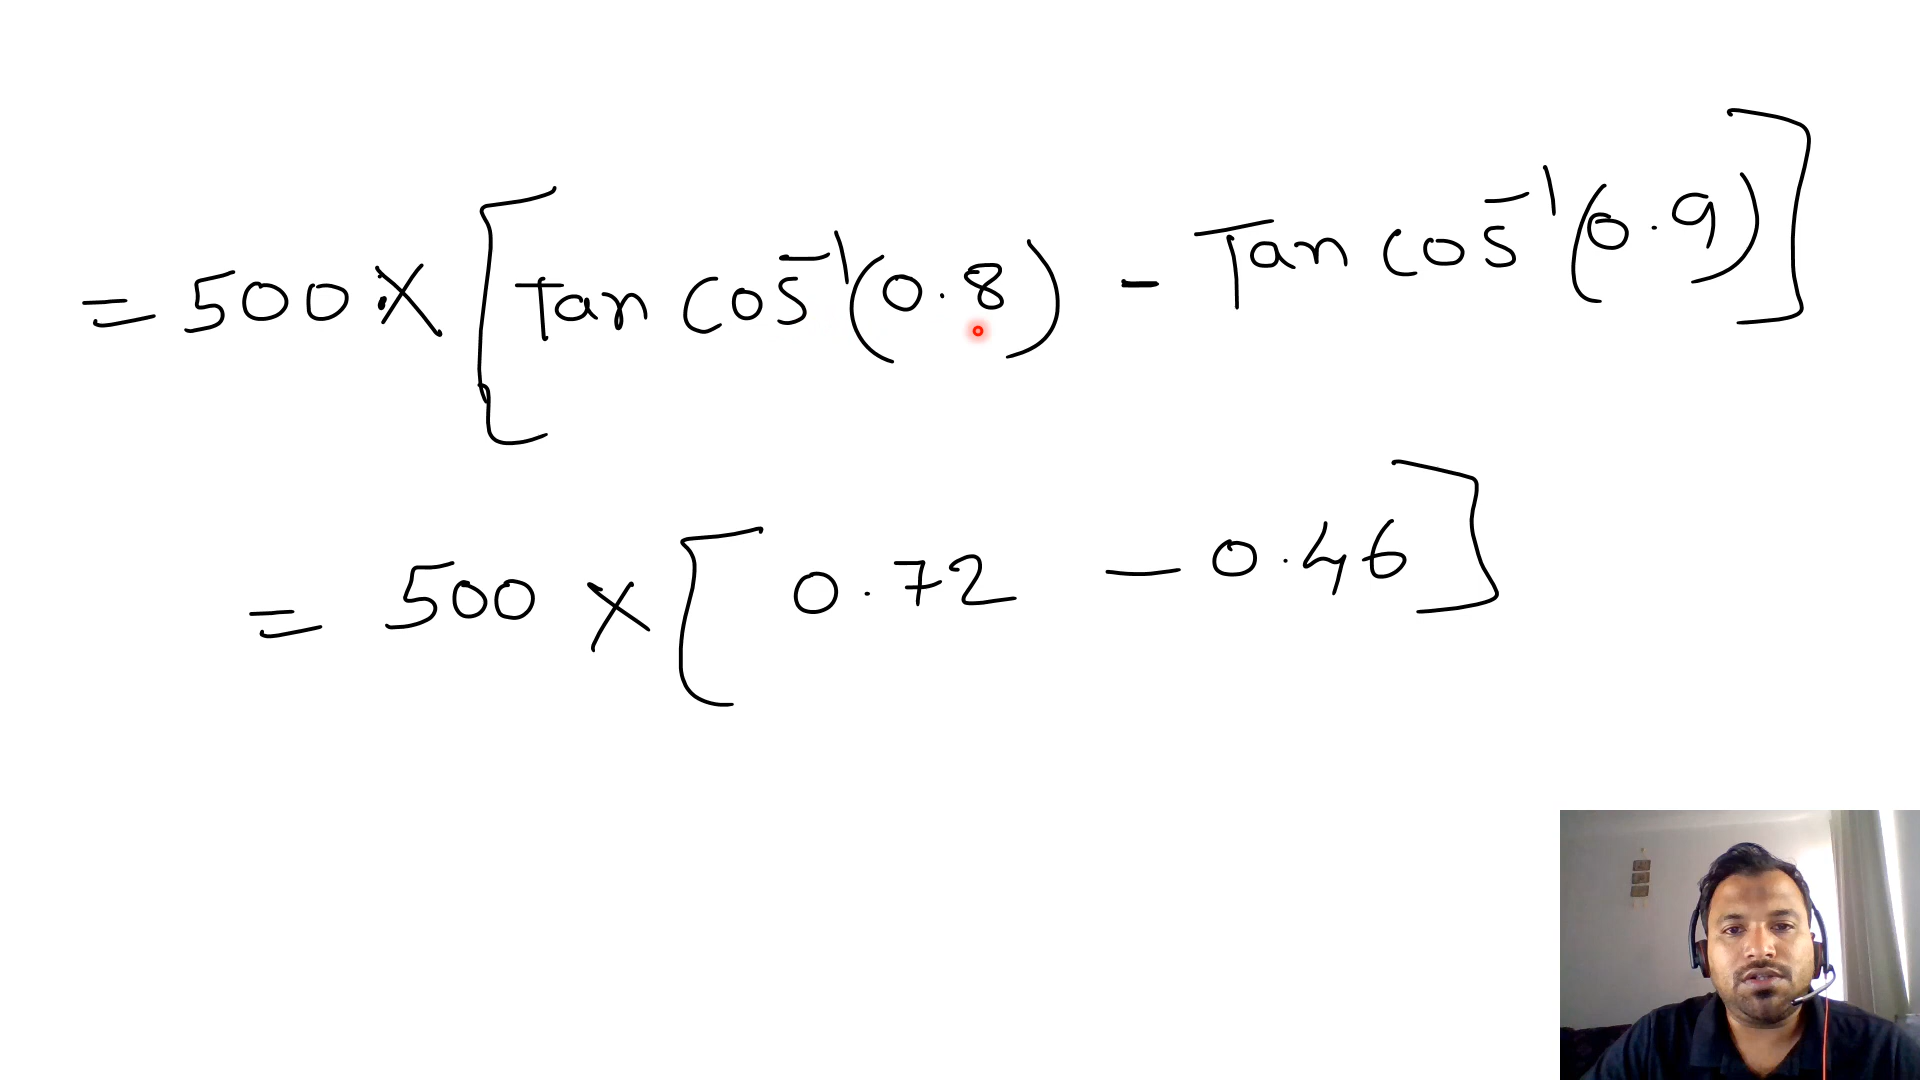 = 500 × [Tan cos⁻¹(0.8) - Tan cos⁻¹(0.9)]
= 500 × [0.72 - 0.46]